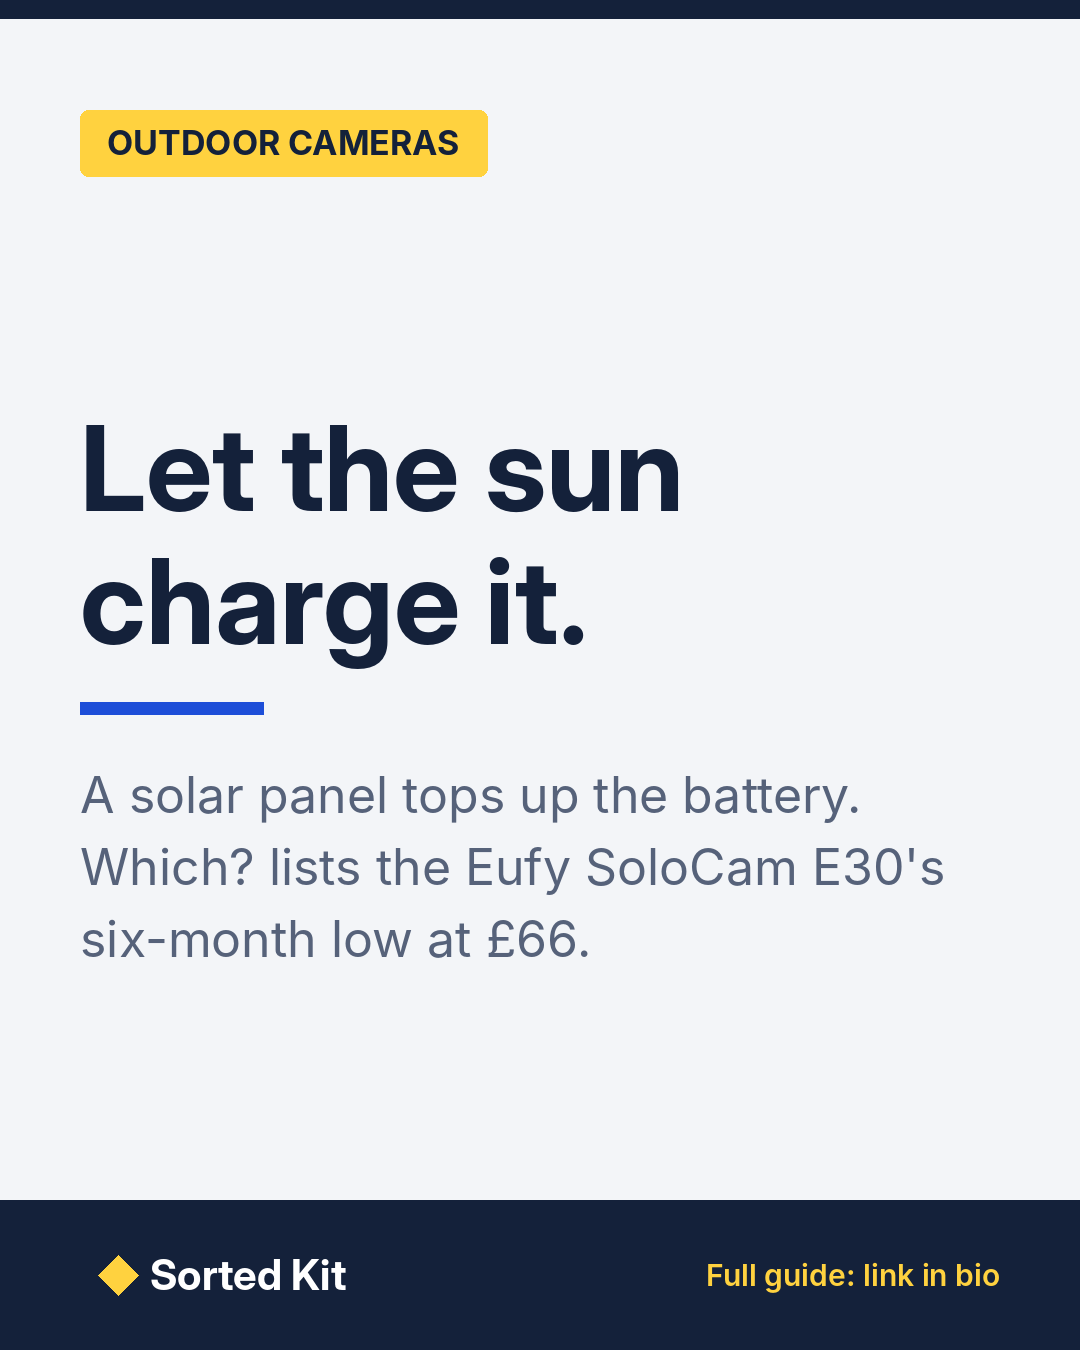 OUTDOOR CAMERAS
Let the sun
charge it.
A solar panel tops up the battery.
Which? lists the Eufy SoloCam E30's
six-month low at £66.
Sorted Kit
Full guide: link in bio